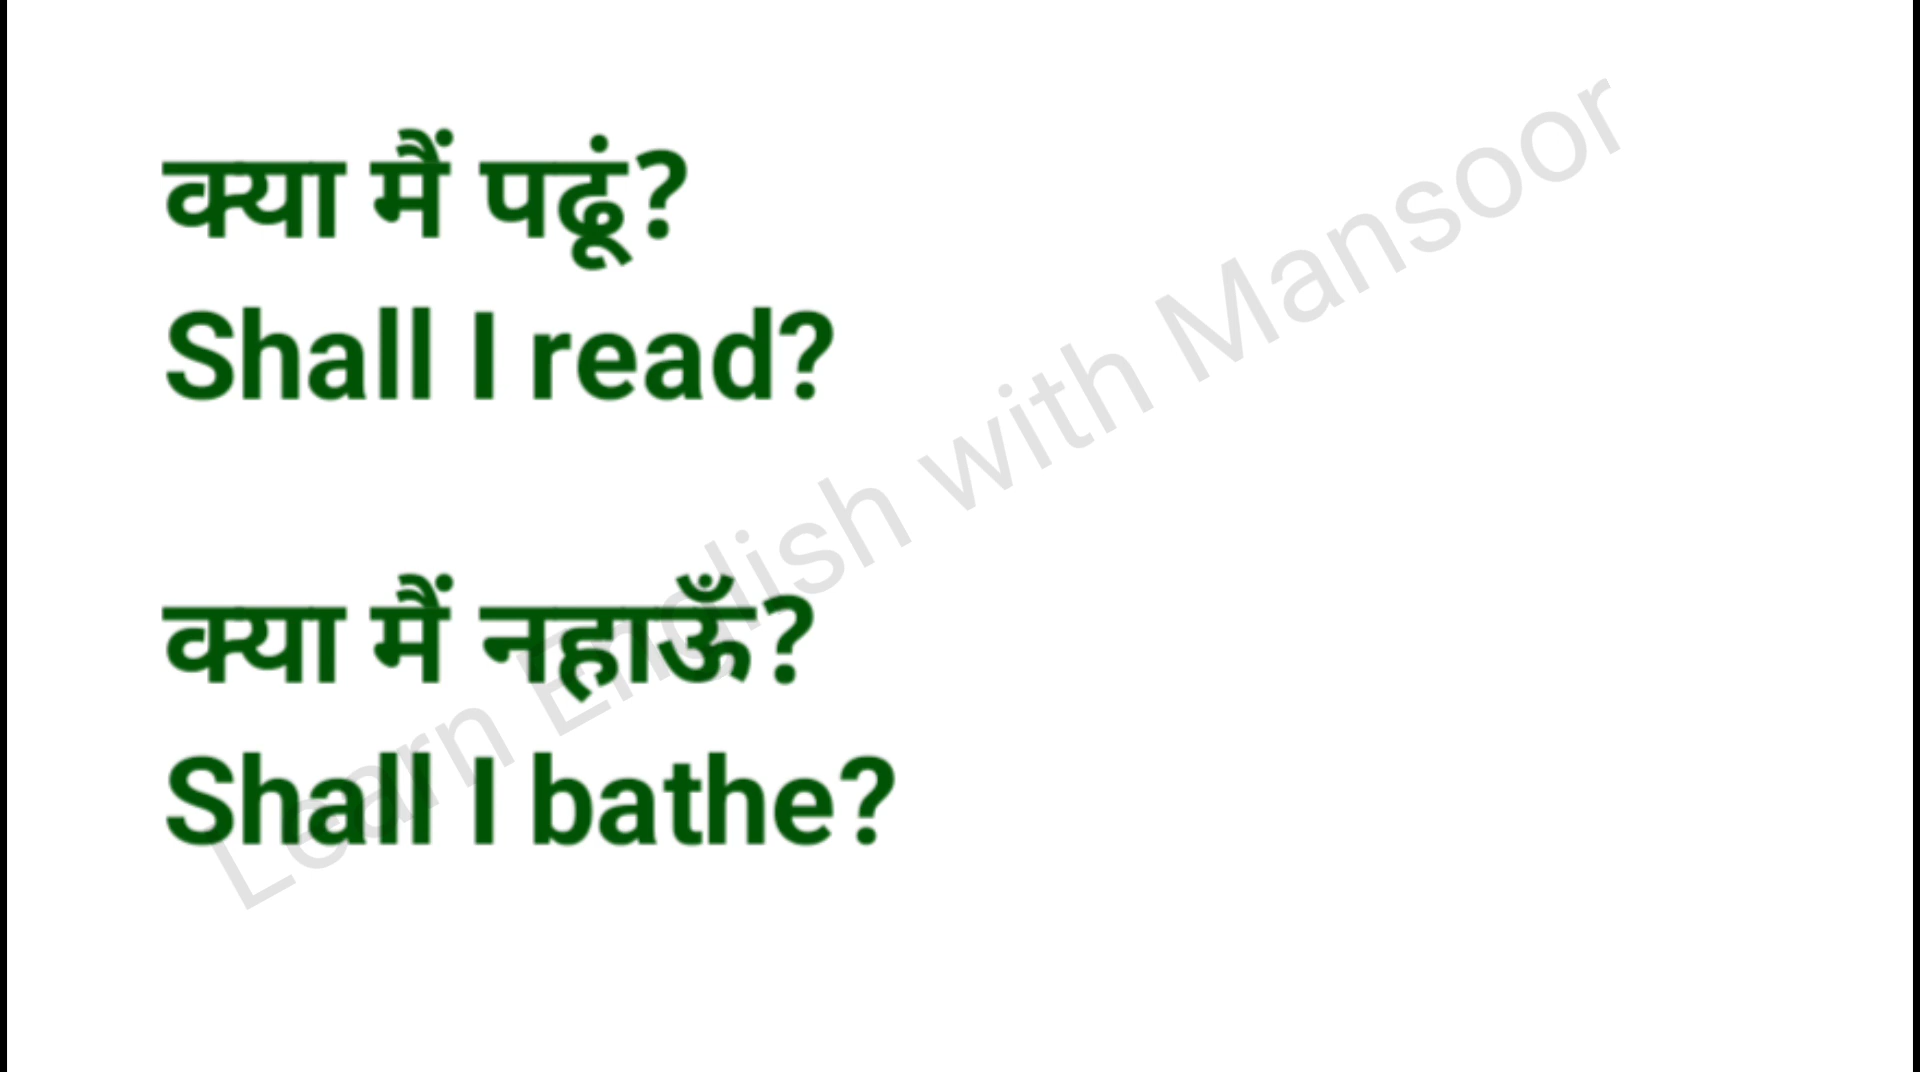 क्या मैं पढूं?
Shall I read?
क्या मैं नहाऊँ?
Shall I bathe?
Learn English with Mansoor